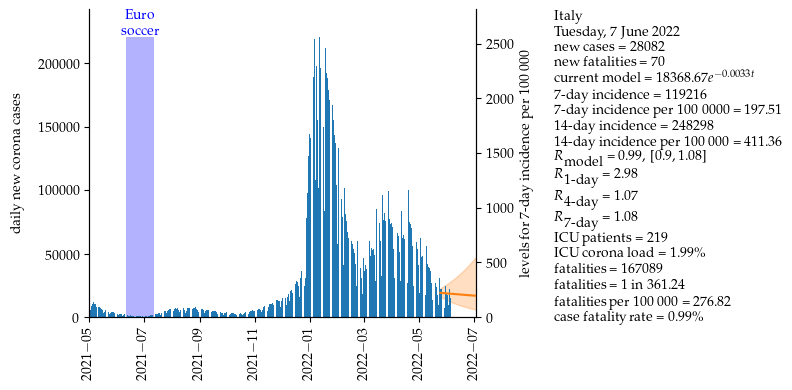 Euro
soccer
daily new corona cases
200000
150000
100000
50000
0
2500
2000
1500
1000
500
0
levels for 7-day incidence per 100 000
2021−05
2021−07
2021−09
2021−11
2022−01
2022−03
2022−05
2022−07
Italy
Tuesday, 7 June 2022
new cases = 28082
new fatalities = 70
current model = 18368.67e^{−0.0033t}
7-day incidence = 119216
7-day incidence per 100 0000 = 197.51
14-day incidence = 248298
14-day incidence per 100 000 = 411.36
R_model = 0.99, [0.9, 1.08]
R_1-day = 2.98
R_4-day = 1.07
R_7-day = 1.08
ICU patients = 219
ICU corona load = 1.99%
fatalities = 167089
fatalities = 1 in 361.24
fatalities per 100 000 = 276.82
case fatality rate = 0.99%